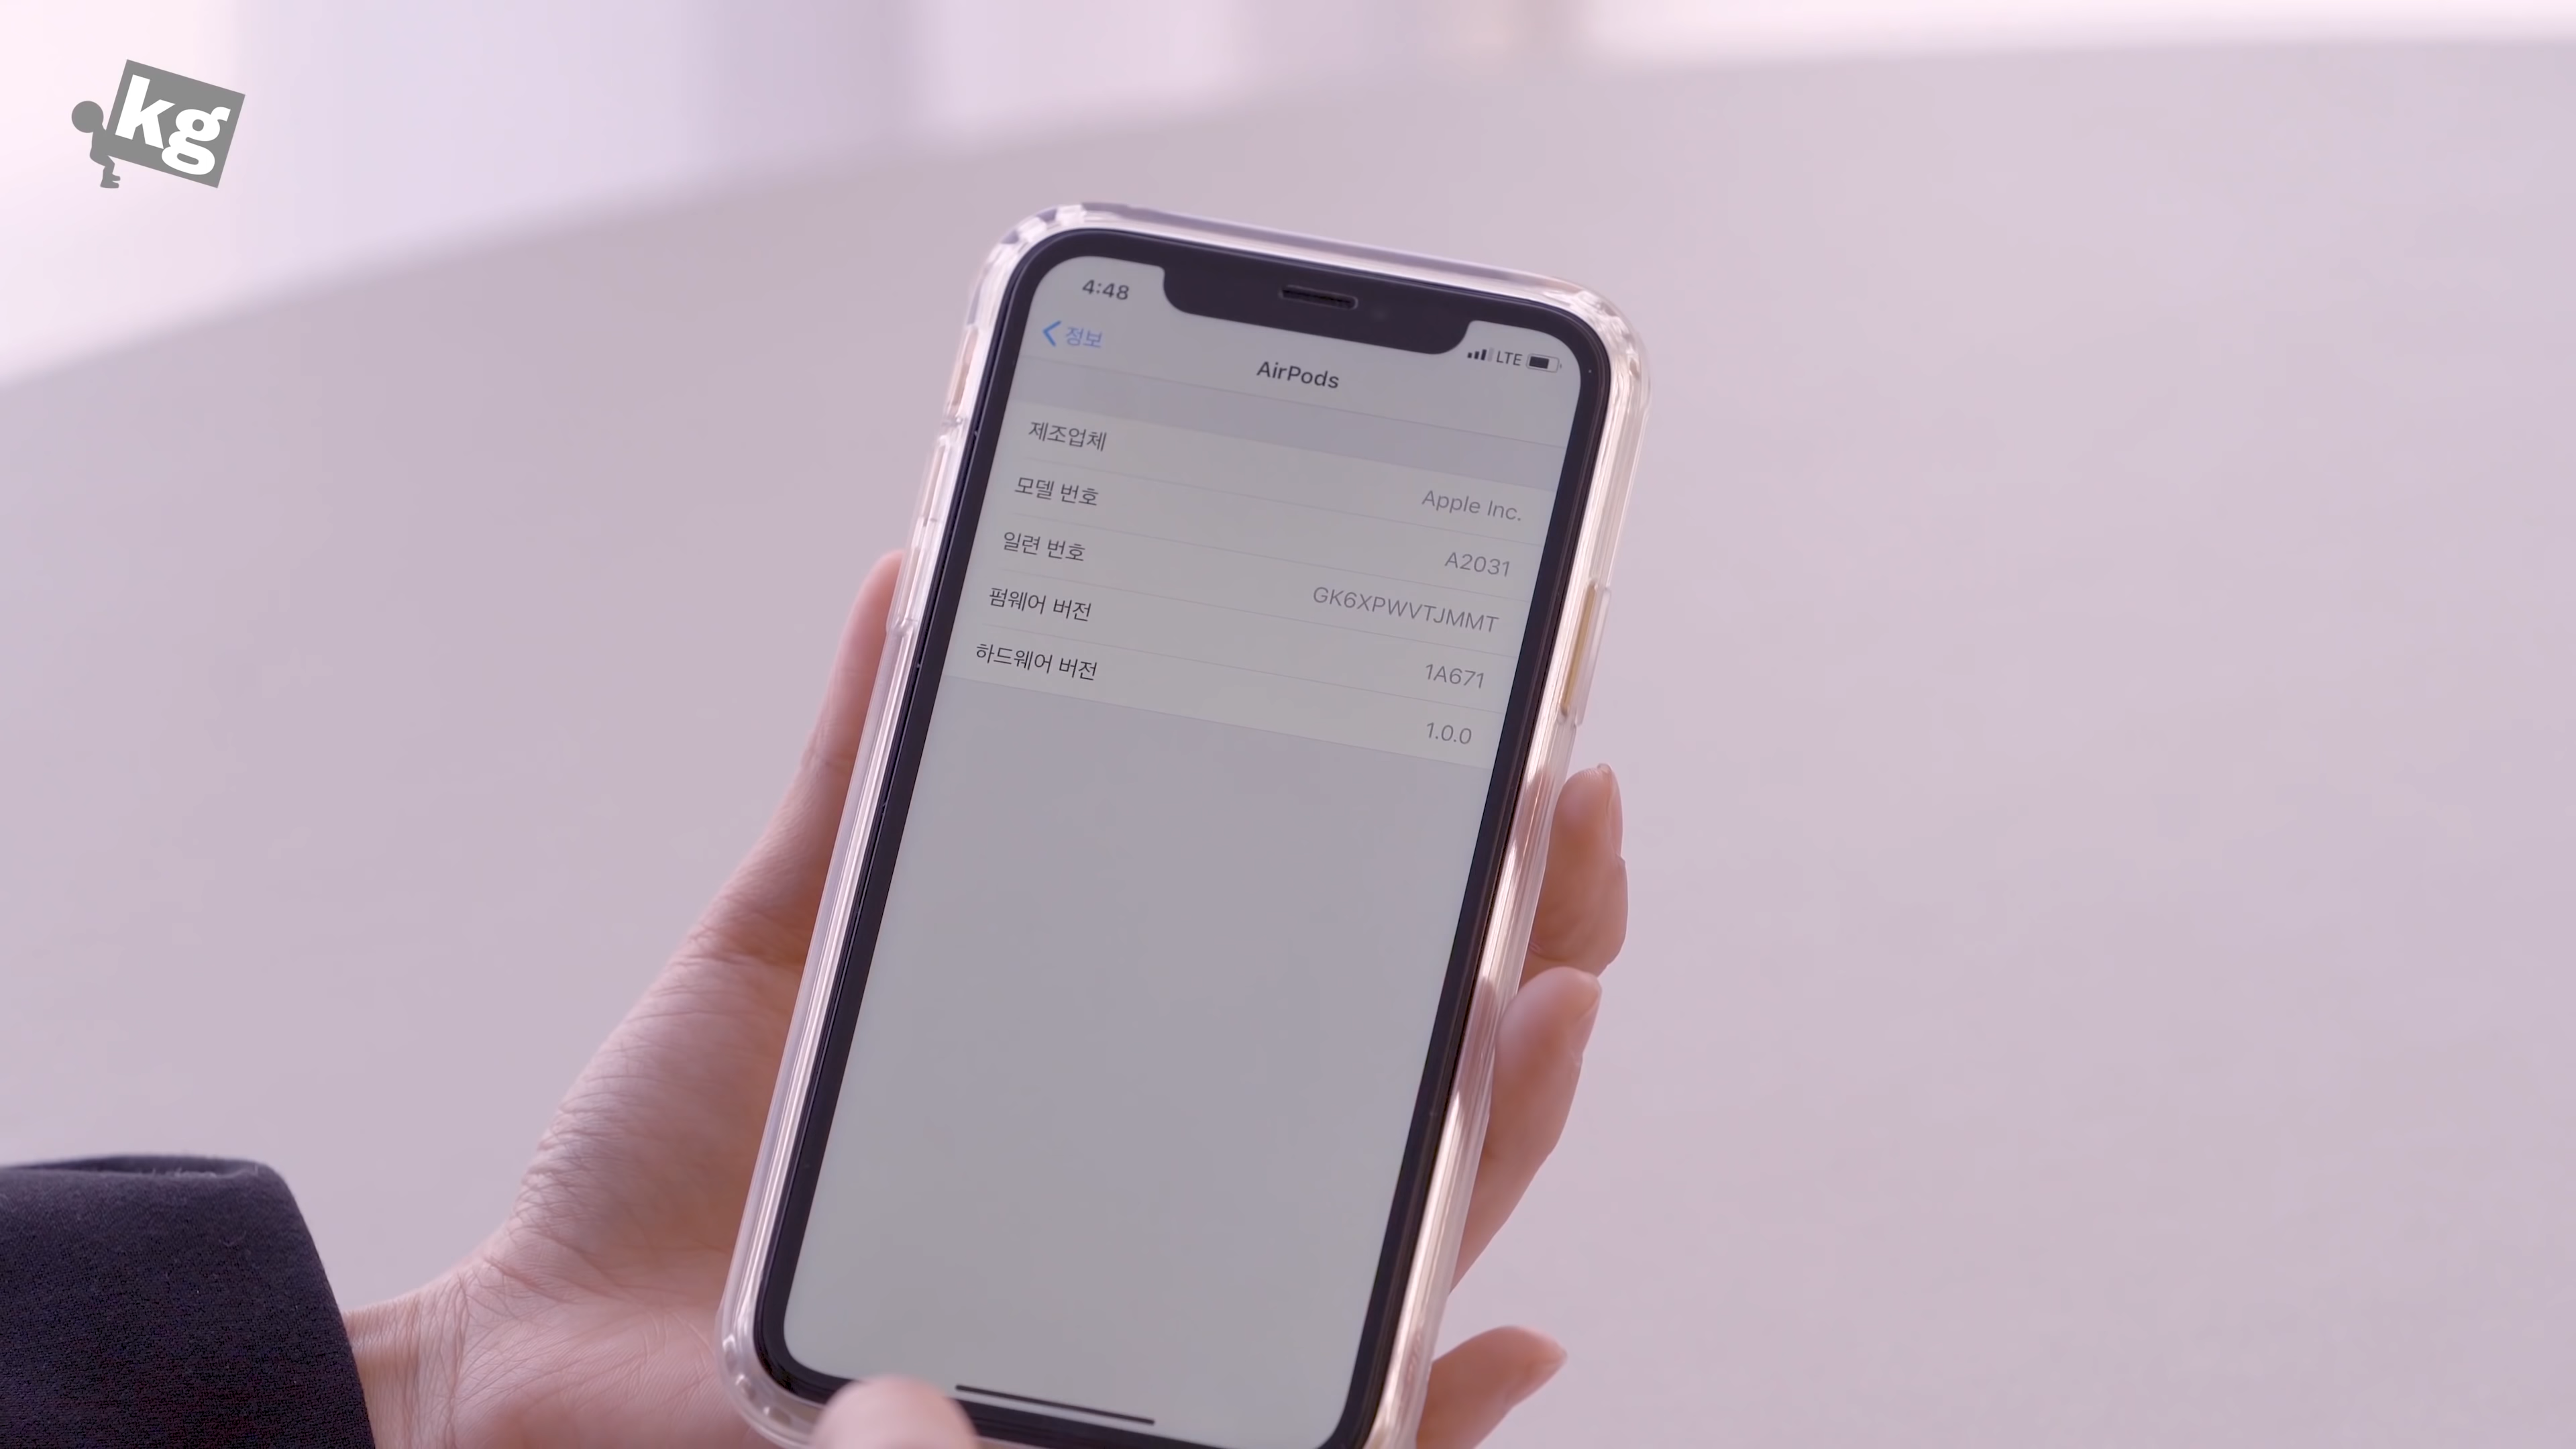 kg
4:48
LTE
정보
AirPods
제조업체 Apple Inc.
모델 번호 A2031
일련 번호 GK6XPWVTJMMT
펌웨어 버전 1A671
하드웨어 버전 1.0.0